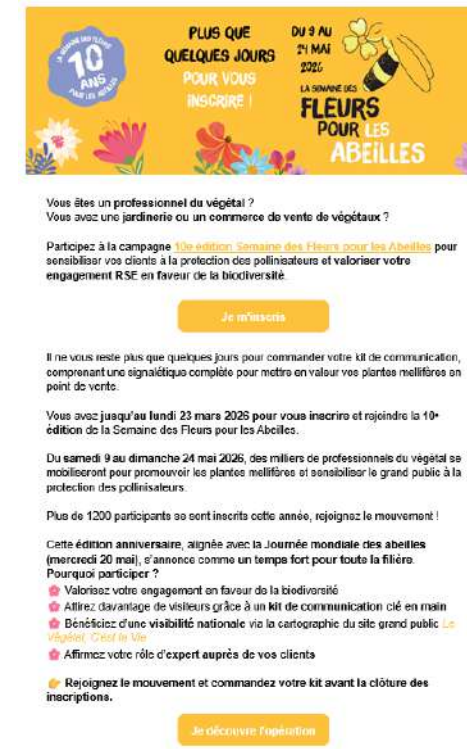 LA SEMAINE DES FLEURS
10
ANS
POUR LES ABEILLES
PLUS QUE
QUELQUES JOURS
POUR VOUS
INSCRIRE !
DU 9 AU
24 MAI
2026
LA SEMAINE DES
FLEURS
POUR LES
ABEILLES
Vous êtes un professionnel du végétal ?
Vous avez une jardinerie ou un commerce de vente de végétaux ?
Participez à la campagne 10e édition Semaine des Fleurs pour les Abeilles pour
sensibiliser vos clients à la protection des pollinisateurs et valoriser votre
engagement RSE en faveur de la biodiversité.
Je m'inscris
Il ne vous reste plus que quelques jours pour commander votre kit de communication,
comprenant une signalétique complète pour mettre en valeur vos plantes mellifères en
point de vente.
Vous avez jusqu'au lundi 23 mars 2026 pour vous inscrire et rejoindre la 10e
édition de la Semaine des Fleurs pour les Abeilles.
Du samedi 9 au dimanche 24 mai 2026, des milliers de professionnels du végétal se
mobiliseront pour promouvoir les plantes mellifères et sensibiliser le grand public à la
protection des pollinisateurs.
Plus de 1200 participants se sont inscrits cette année, rejoignez le mouvement !
Cette édition anniversaire, alignée avec la Journée mondiale des abeilles
(mercredi 20 mai), s'annonce comme un temps fort pour toute la filière.
Pourquoi participer ?
🌸 Valorisez votre engagement en faveur de la biodiversité
🌸 Attirez davantage de visiteurs grâce à un kit de communication clé en main
🌸 Bénéficiez d'une visibilité nationale via la cartographie du site grand public Le
Végétal, C'est la Vie
🌸 Affirmez votre rôle d'expert auprès de vos clients
👉 Rejoignez le mouvement et commandez votre kit avant la clôture des
inscriptions.
Je découvre l'opération